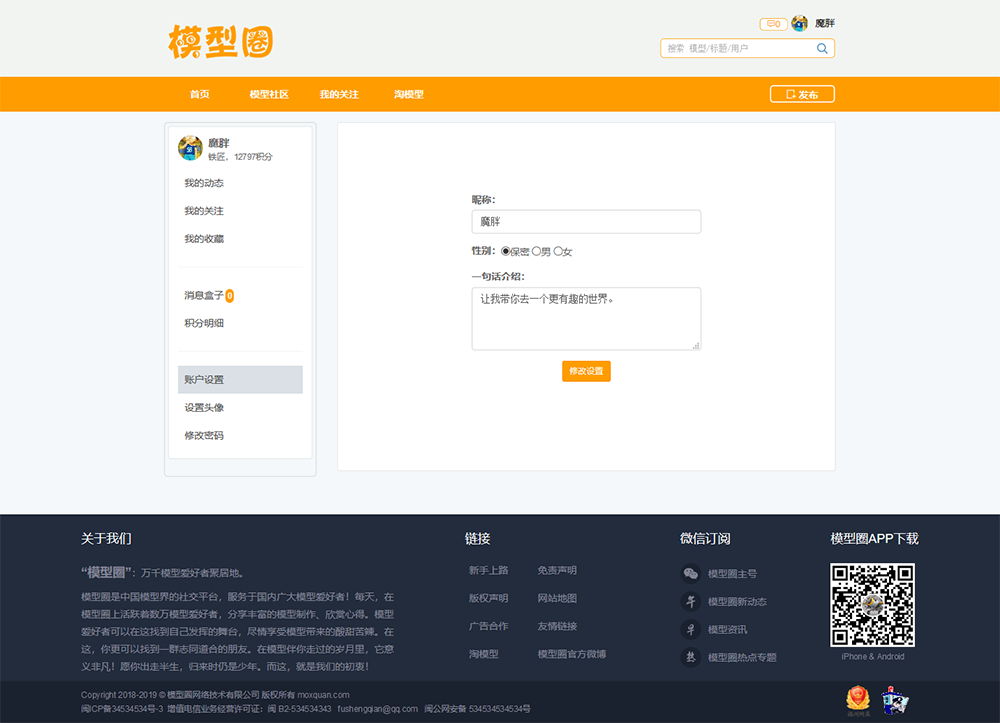 模型圈
0
魔胖
搜索 模型/标题/用户
首页
模型社区
我的关注
淘模型
发布
魔胖
铁匠，12797积分
我的动态
我的关注
我的收藏
消息盒子 0
积分明细
账户设置
设置头像
修改密码
昵称：
魔胖
性别： 保密 男 女
一句话介绍：
让我带你去一个更有趣的世界。
修改设置
关于我们
“模型圈”：万千模型爱好者聚居地。
模型圈是中国模型界的社交平台，服务于国内广大模型爱好者！每天，在
模型圈上活跃着数万模型爱好者，分享丰富的模型制作、欣赏心得。模型
爱好者可以在这找到自己发挥的舞台，尽情享受模型带来的酸甜苦辣。在
这，你更可以找到一群志同道合的朋友。在模型伴你走过的岁月里，它意
义非凡！愿你出走半生，归来时仍是少年。而这，就是我们的初衷！
链接
新手上路
免责声明
版权声明
网站地图
广告合作
友情链接
淘模型
模型圈官方微博
微信订阅
模型圈主号
模型圈新动态
模型资讯
模型圈热点专题
模型圈APP下载
iPhone & Android
Copyright 2018-2019 © 模型圈网络技术有限公司 版权所有 moxquan.com
闽ICP备34534534号-3 增值电信业务经营许可证：闽 B2-534534343 fushengqian@qq.com 闽公网安备 534534534534号